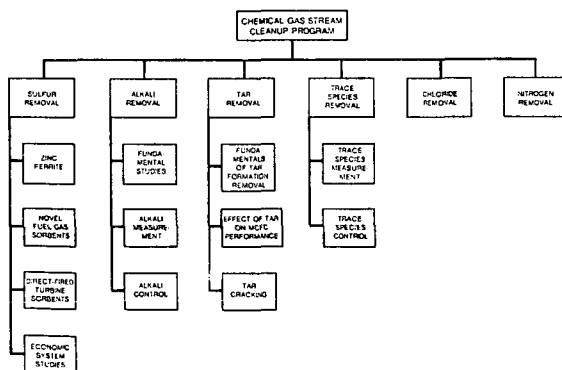 CHEMICAL GAS STREAM
CLEANUP PROGRAM
SULFUR
REMOVAL
ALKALI
REMOVAL
TAR
REMOVAL
TRACE
SPECIES
REMOVAL
CHLORIDE
REMOVAL
NITROGEN
REMOVAL
ZINC
FERRITE
FUNDA
MENTAL
STUDIES
FUNDA
MENTALS
OF TAR
FORMATION
REMOVAL
TRACE
SPECIES
MEASURE
MENT
NOVEL
FUEL GAS
SORBENTS
ALKALI
MEASURE-
MENT
EFFECT OF TAR
ON MCFC
PERFORMANCE
TRACE
SPECIES
CONTROL
DIRECT-FIRED
TURBINE
SORBENTS
ALKALI
CONTROL
TAR
CRACKING
ECONOMIC
SYSTEM
STUDIES